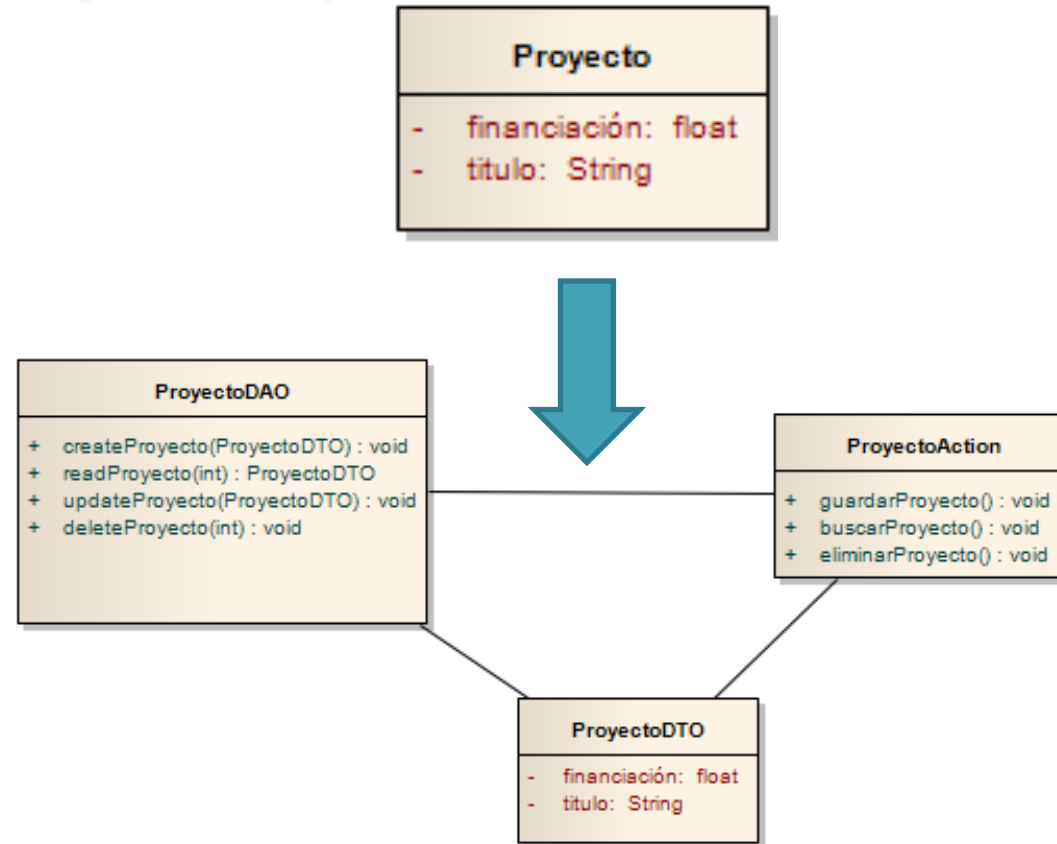 Proyecto
- financiación: float
- titulo: String
ProyectoDAO
+ createProyecto(ProyectoDTO) : void
+ readProyecto(int) : ProyectoDTO
+ updateProyecto(ProyectoDTO) : void
+ deleteProyecto(int) : void
ProyectoAction
+ guardarProyecto() : void
+ buscarProyecto() : void
+ eliminarProyecto() : void
ProyectoDTO
- financiación: float
- titulo: String